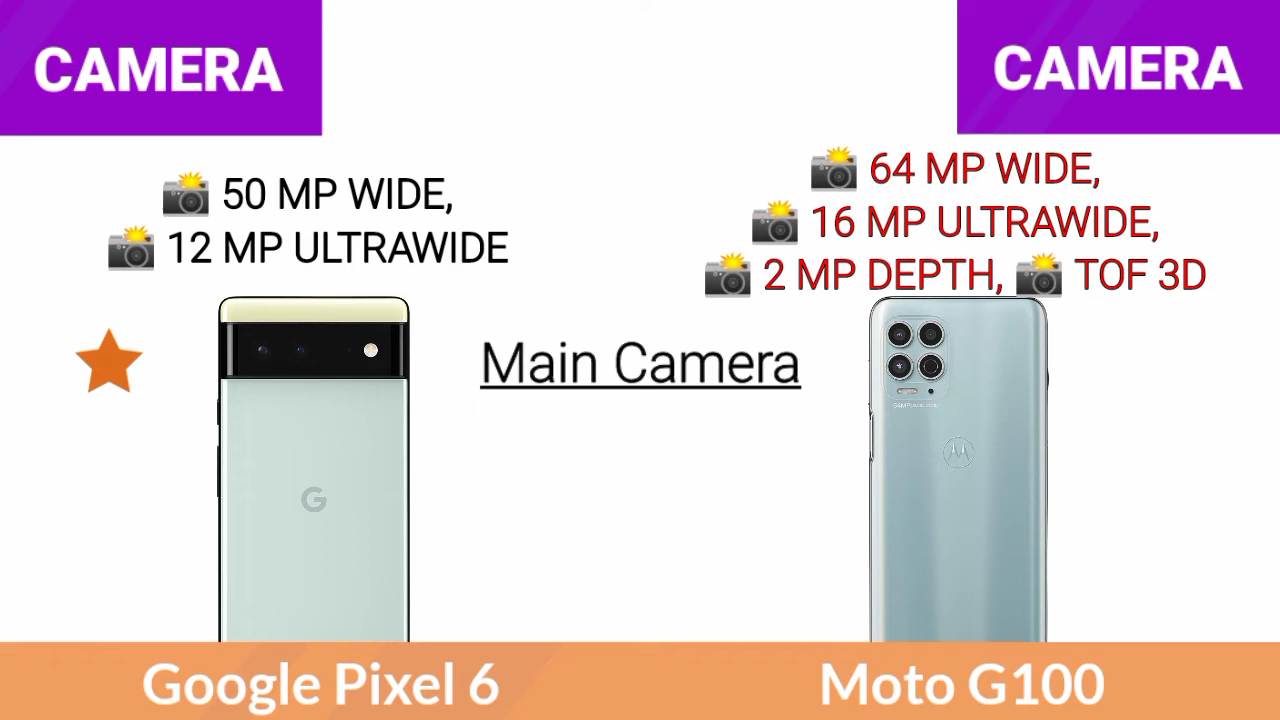 CAMERA
CAMERA
50 MP WIDE,
12 MP ULTRAWIDE
64 MP WIDE,
16 MP ULTRAWIDE,
2 MP DEPTH, TOF 3D
Main Camera
G
Google Pixel 6
Moto G100